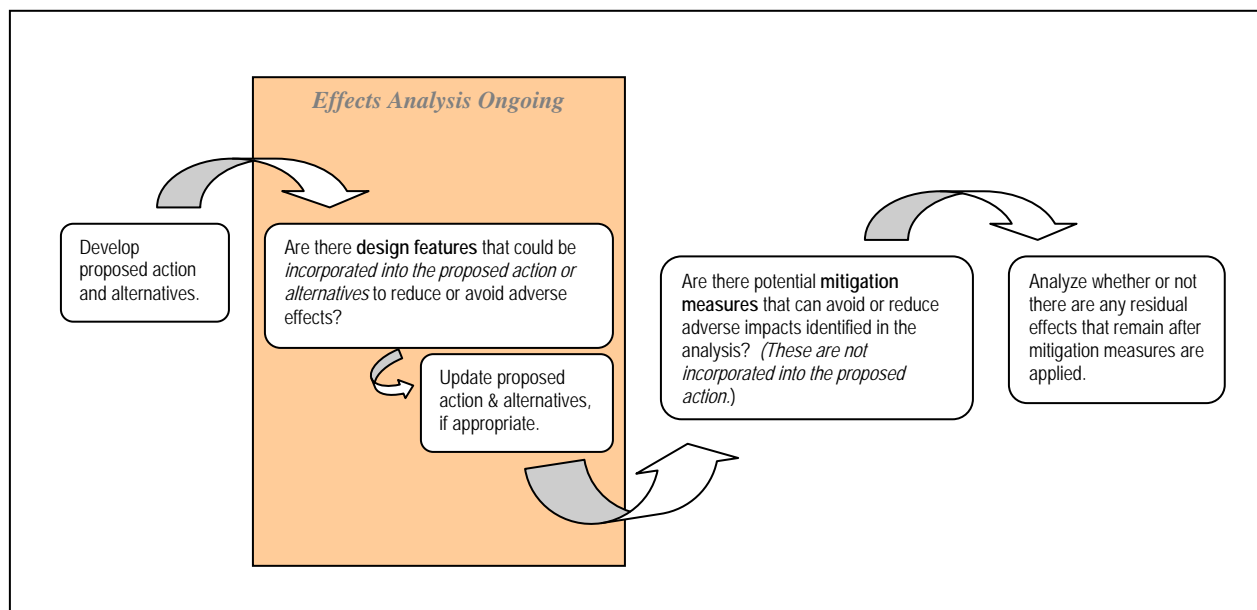 Effects Analysis Ongoing
Develop
proposed action
and alternatives.
Are there design features that could be
incorporated into the proposed action or
alternatives to reduce or avoid adverse
effects?
Update proposed
action & alternatives,
if appropriate.
Are there potential mitigation
measures that can avoid or reduce
adverse impacts identified in the
analysis?  (These are not
incorporated into the proposed
action.)
Analyze whether or not
there are any residual
effects that remain after
mitigation measures are
applied.